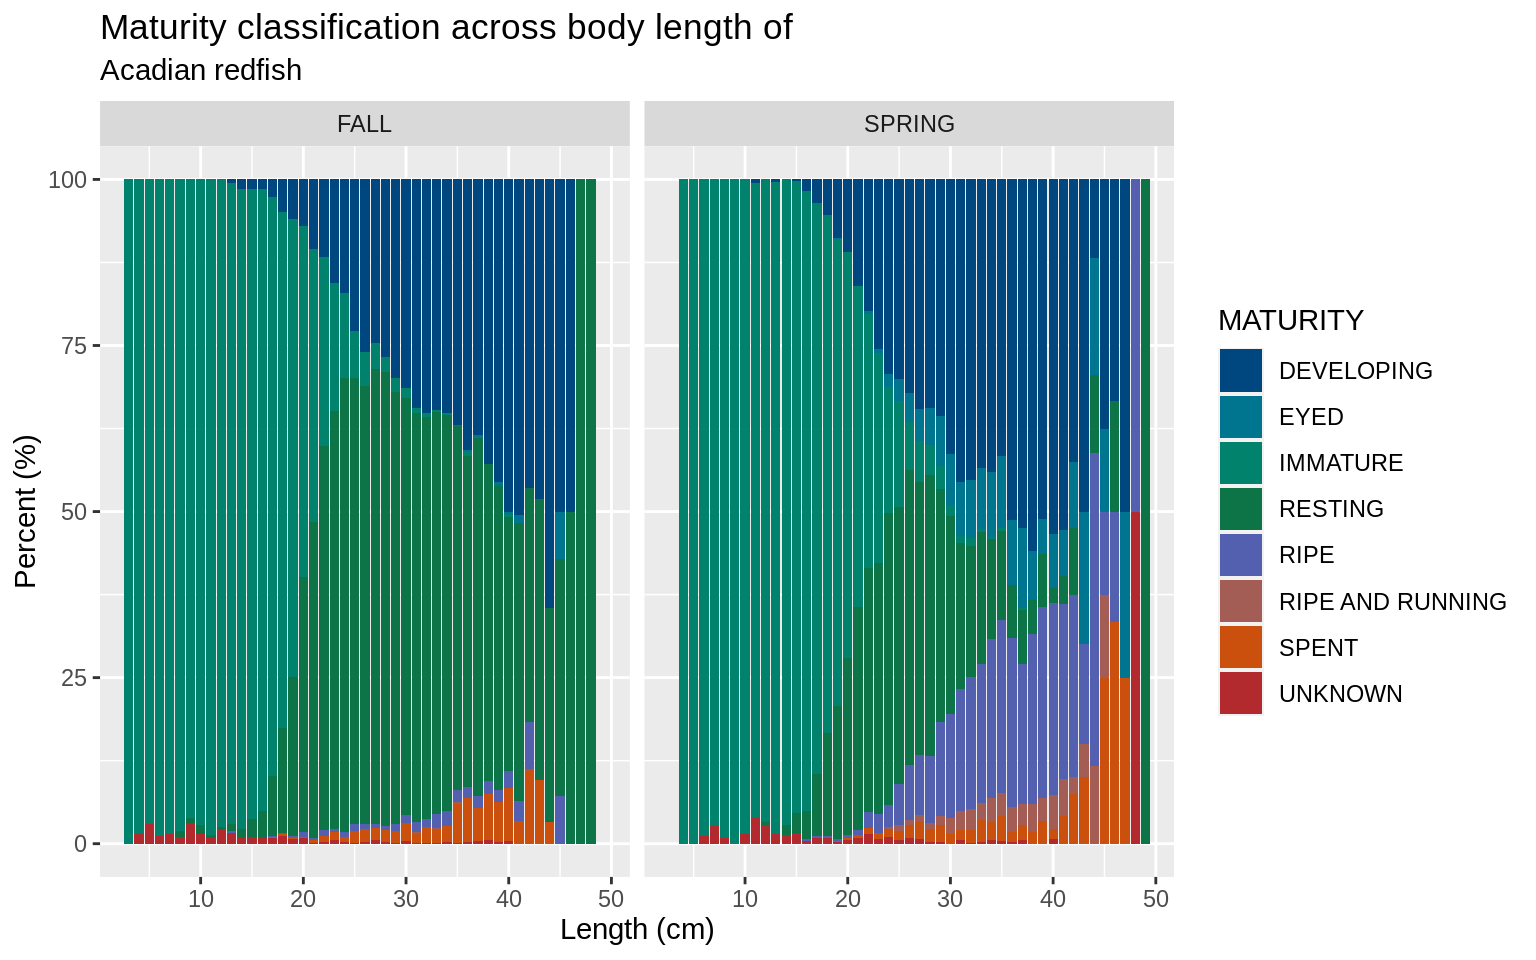 Maturity classification across body length of
Acadian redfish
FALL
SPRING
100
75
50
25
0
Percent (%)
10
20
30
40
50
10
20
30
40
50
Length (cm)
MATURITY
DEVELOPING
EYED
IMMATURE
RESTING
RIPE
RIPE AND RUNNING
SPENT
UNKNOWN